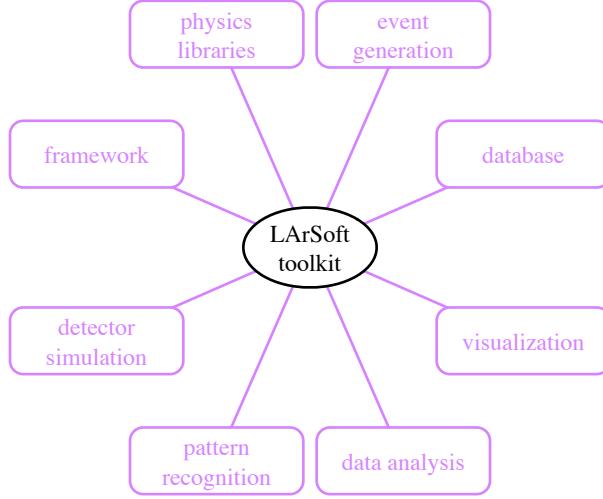 physics
libraries
event
generation
framework
database
LArSoft
toolkit
detector
simulation
visualization
pattern
recognition
data analysis